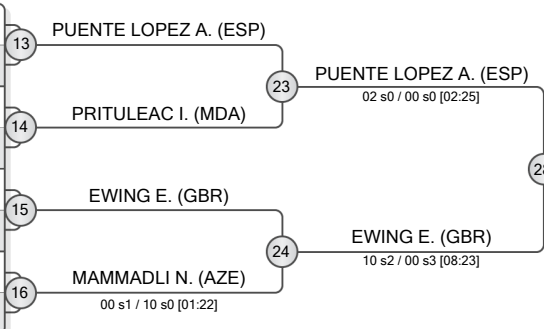 PUENTE LOPEZ A. (ESP)
13
23
PUENTE LOPEZ A. (ESP)
02 s0 / 00 s0 [02:25]
PRITULEAC I. (MDA)
14
EWING E. (GBR)
15
24
EWING E. (GBR)
10 s2 / 00 s3 [08:23]
MAMMADLI N. (AZE)
16
00 s1 / 10 s0 [01:22]